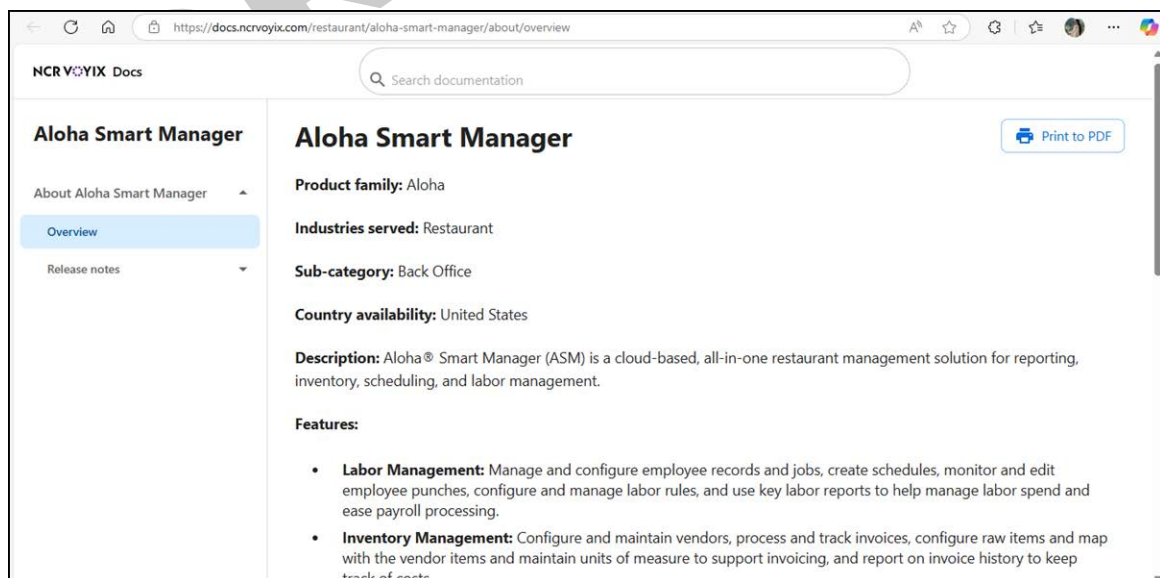 https://docs.ncrvoyix.com/restaurant/aloha-smart-manager/about/overview
NCR VOYIX Docs
Search documentation
Aloha Smart Manager
About Aloha Smart Manager
Overview
Release notes
Aloha Smart Manager
Print to PDF
Product family: Aloha
Industries served: Restaurant
Sub-category: Back Office
Country availability: United States
Description: Aloha® Smart Manager (ASM) is a cloud-based, all-in-one restaurant management solution for reporting,
inventory, scheduling, and labor management.
Features:
• Labor Management: Manage and configure employee records and jobs, create schedules, monitor and edit
employee punches, configure and manage labor rules, and use key labor reports to help manage labor spend and
ease payroll processing.
• Inventory Management: Configure and maintain vendors, process and track invoices, configure raw items and map
with the vendor items and maintain units of measure to support invoicing, and report on invoice history to keep
track of costs